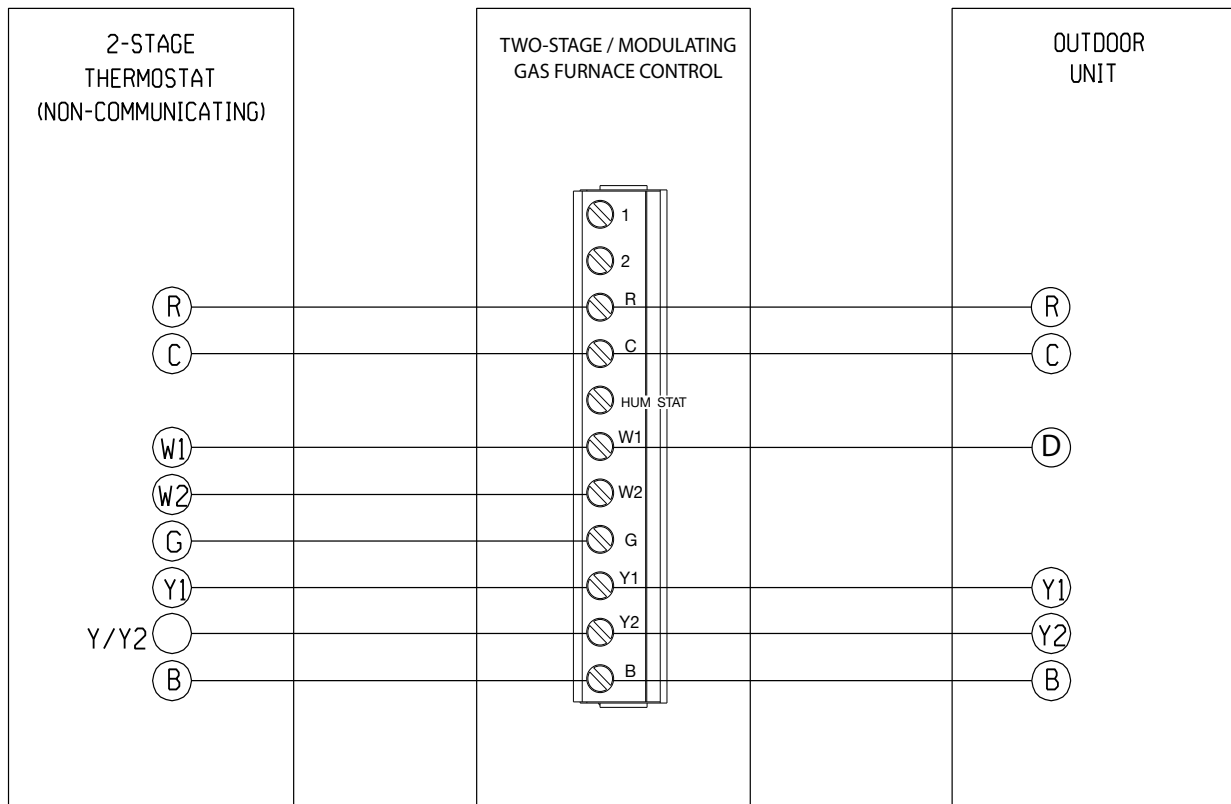 2-STAGE
THERMOSTAT
(NON-COMMUNICATING)
TWO-STAGE / MODULATING
GAS FURNACE CONTROL
OUTDOOR
UNIT
1
2
R R R
C C C
HUM STAT
W1 W1 D
W2 W2
G G
Y1 Y1 Y1
Y/Y2 Y2 Y2
B B B